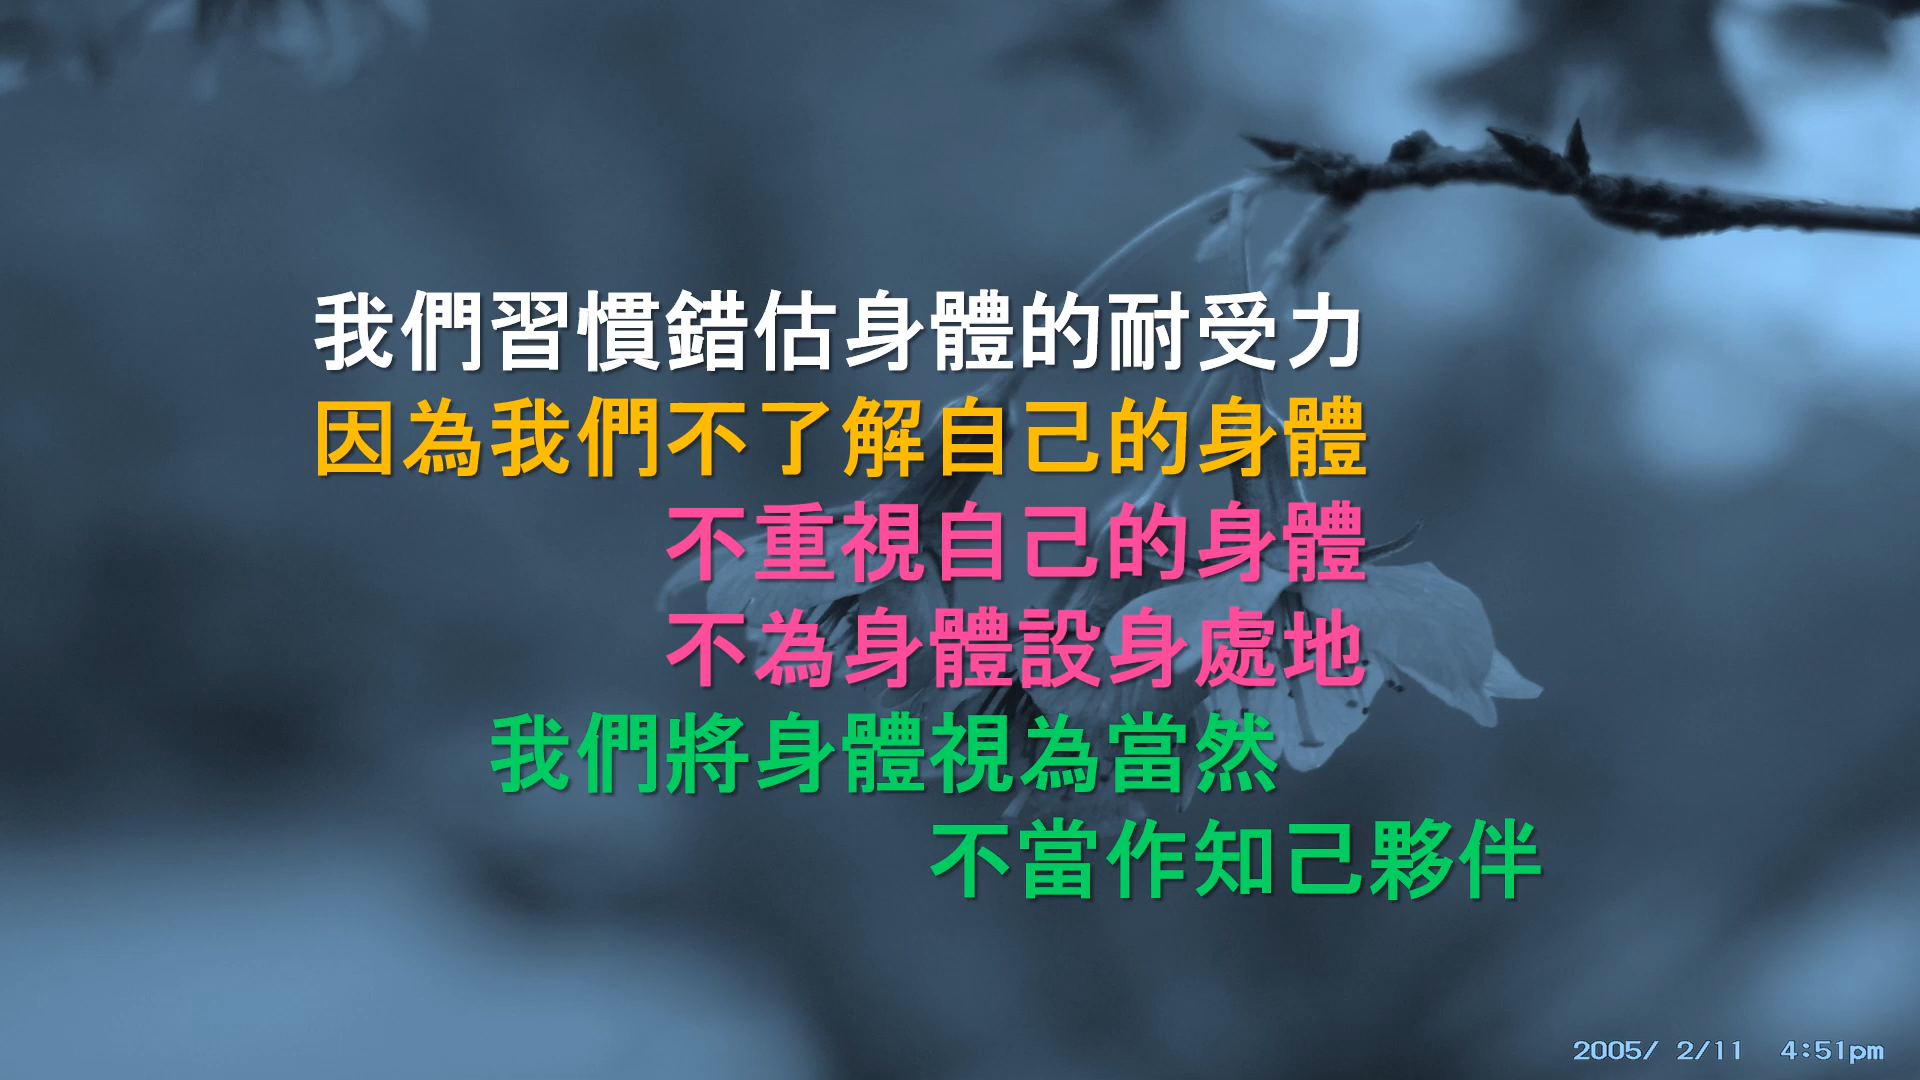 我們習慣錯估身體的耐受力
因為我們不了解自己的身體
不重視自己的身體
不為身體設身處地
我們將身體視為當然
不當作知己夥伴
2005/ 2/11  4:51pm